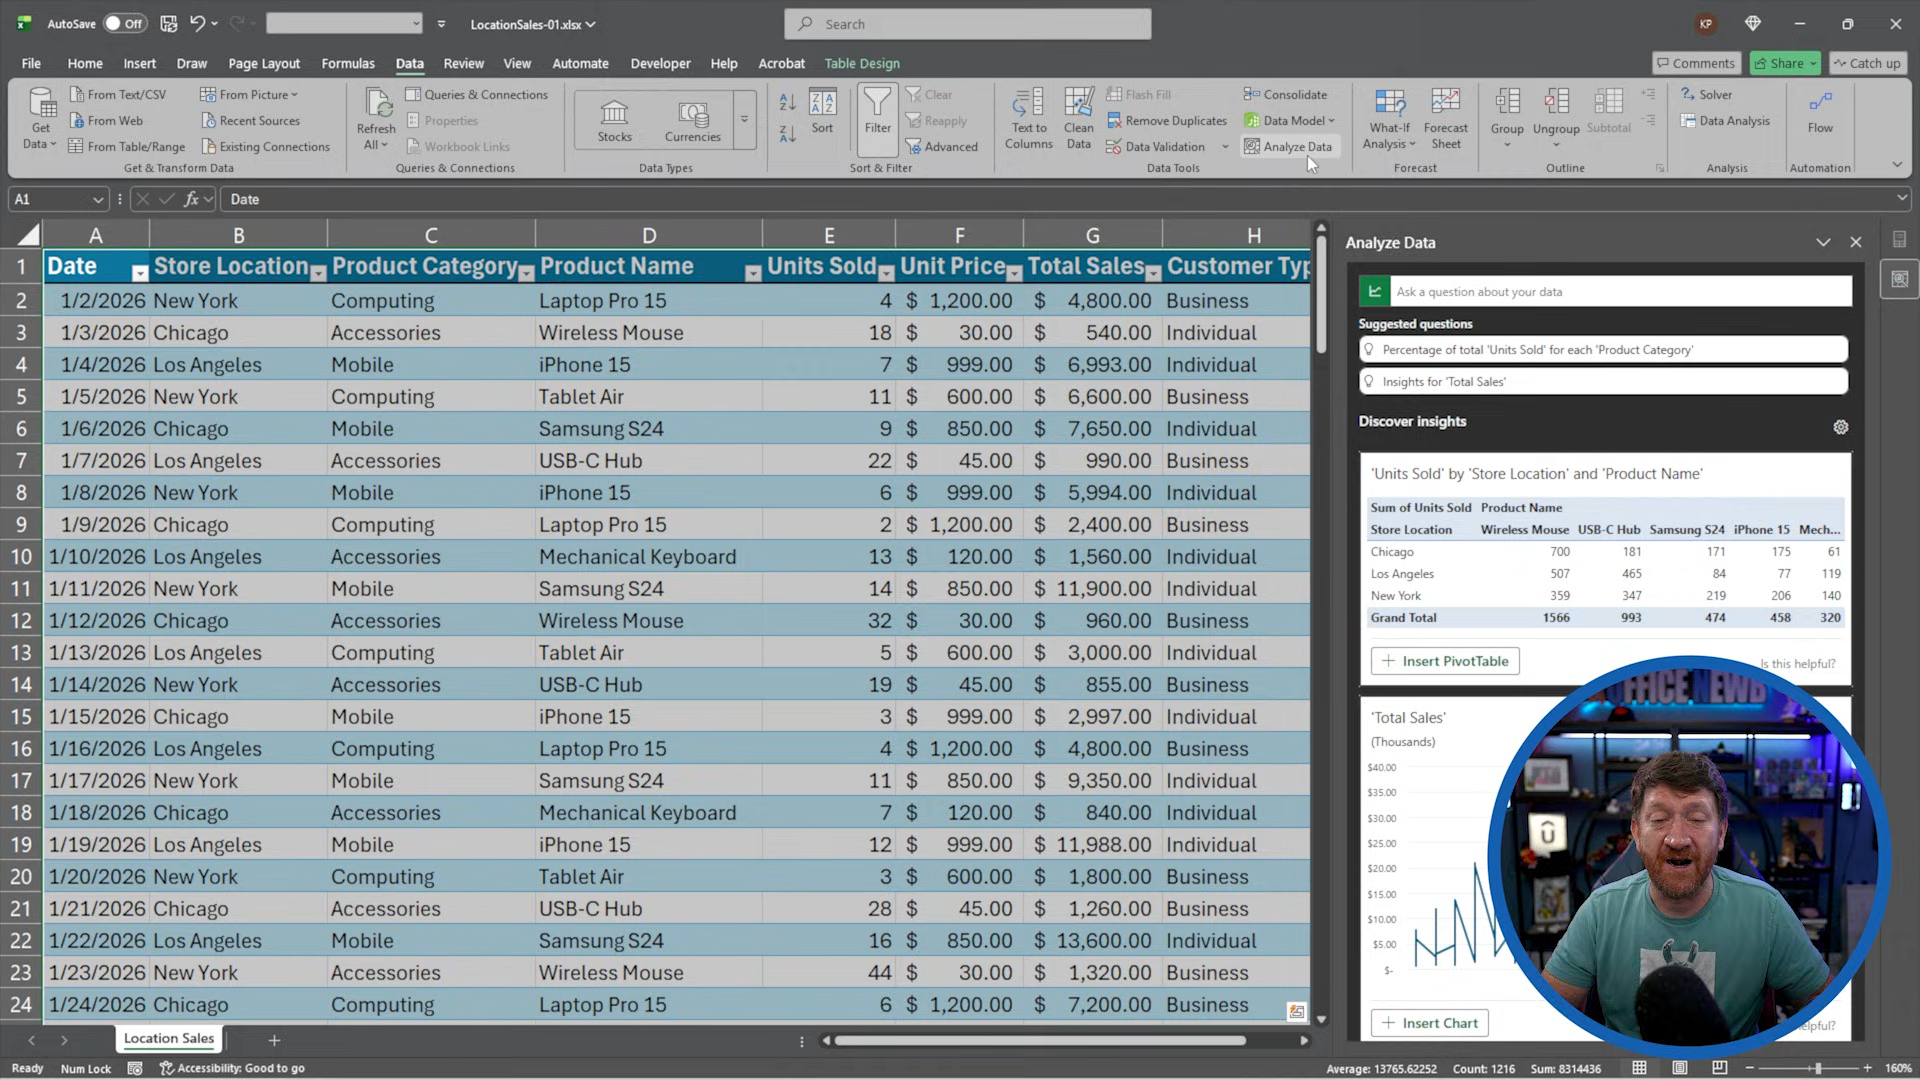 AutoSave Off LocationSales-01.xlsx Search KP
File Home Insert Draw Page Layout Formulas Data Review View Automate Developer Help Acrobat Table Design Comments Share Catch up
Get Data From Text/CSV From Web From Table/Range From Picture Recent Sources Existing Connections Get & Transform Data
Refresh All Queries & Connections Properties Workbook Links Queries & Connections
Stocks Currencies Data Types
Sort Filter Clear Reapply Advanced Sort & Filter
Text to Columns Clean Data Flash Fill Remove Duplicates Data Validation Consolidate Data Model Analyze Data Data Tools
What-If Analysis Forecast Sheet Forecast
Group Ungroup Subtotal Outline
Solver Data Analysis Analysis
Flow Automation
A1 fx Date
A B C D E F G H
1 Date Store Location Product Category Product Name Units Sold Unit Price Total Sales Customer Typ
2 1/2/2026 New York Computing Laptop Pro 15 4 $ 1,200.00 $ 4,800.00 Business
3 1/3/2026 Chicago Accessories Wireless Mouse 18 $ 30.00 $ 540.00 Individual
4 1/4/2026 Los Angeles Mobile iPhone 15 7 $ 999.00 $ 6,993.00 Individual
5 1/5/2026 New York Computing Tablet Air 11 $ 600.00 $ 6,600.00 Business
6 1/6/2026 Chicago Mobile Samsung S24 9 $ 850.00 $ 7,650.00 Individual
7 1/7/2026 Los Angeles Accessories USB-C Hub 22 $ 45.00 $ 990.00 Business
8 1/8/2026 New York Mobile iPhone 15 6 $ 999.00 $ 5,994.00 Individual
9 1/9/2026 Chicago Computing Laptop Pro 15 2 $ 1,200.00 $ 2,400.00 Business
10 1/10/2026 Los Angeles Accessories Mechanical Keyboard 13 $ 120.00 $ 1,560.00 Individual
11 1/11/2026 New York Mobile Samsung S24 14 $ 850.00 $ 11,900.00 Individual
12 1/12/2026 Chicago Accessories Wireless Mouse 32 $ 30.00 $ 960.00 Business
13 1/13/2026 Los Angeles Computing Tablet Air 5 $ 600.00 $ 3,000.00 Individual
14 1/14/2026 New York Accessories USB-C Hub 19 $ 45.00 $ 855.00 Business
15 1/15/2026 Chicago Mobile iPhone 15 3 $ 999.00 $ 2,997.00 Individual
16 1/16/2026 Los Angeles Computing Laptop Pro 15 4 $ 1,200.00 $ 4,800.00 Business
17 1/17/2026 New York Mobile Samsung S24 11 $ 850.00 $ 9,350.00 Individual
18 1/18/2026 Chicago Accessories Mechanical Keyboard 7 $ 120.00 $ 840.00 Individual
19 1/19/2026 Los Angeles Mobile iPhone 15 12 $ 999.00 $ 11,988.00 Individual
20 1/20/2026 New York Computing Tablet Air 3 $ 600.00 $ 1,800.00 Individual
21 1/21/2026 Chicago Accessories USB-C Hub 28 $ 45.00 $ 1,260.00 Business
22 1/22/2026 Los Angeles Mobile Samsung S24 16 $ 850.00 $ 13,600.00 Individual
23 1/23/2026 New York Accessories Wireless Mouse 44 $ 30.00 $ 1,320.00 Business
24 1/24/2026 Chicago Computing Laptop Pro 15 6 $ 1,200.00 $ 7,200.00 Business
Analyze Data
Ask a question about your data
Suggested questions
Percentage of total 'Units Sold' for each 'Product Category'
Insights for 'Total Sales'
Discover insights
'Units Sold' by 'Store Location' and 'Product Name'
Sum of Units Sold Product Name
Store Location Wireless Mouse USB-C Hub Samsung S24 iPhone 15 Mech...
Chicago 700 181 171 175 61
Los Angeles 507 465 84 77 119
New York 359 347 219 206 140
Grand Total 1566 993 474 458 320
Insert PivotTable Is this helpful?
'Total Sales'
(Thousands)
$40.00
$35.00
$30.00
$25.00
$20.00
$15.00
$10.00
$5.00
$-
Insert Chart helpful?
OFFICE NEWB
Location Sales
Ready Num Lock Accessibility: Good to go Average: 13765.62252 Count: 1216 Sum: 8314436 160%